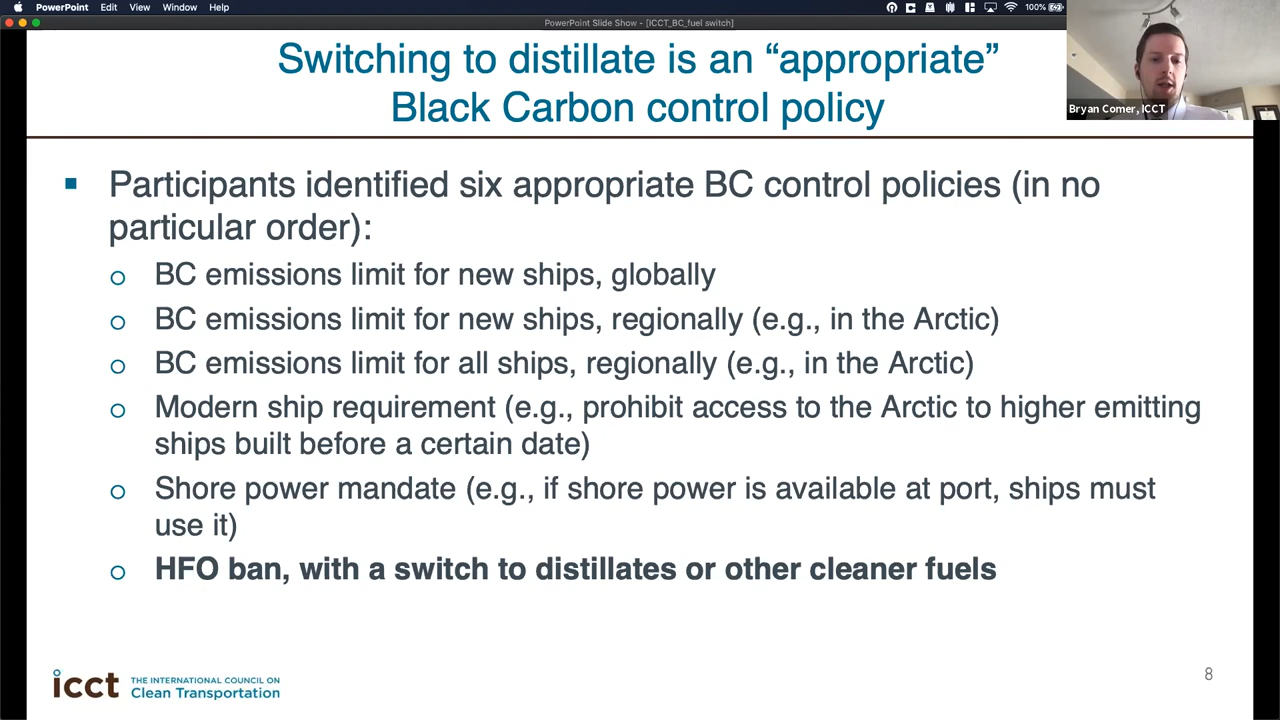 PowerPoint Edit View Window Help 100%
PowerPoint Slide Show - [ICCT_BC_fuel switch]
Switching to distillate is an “appropriate”
Black Carbon control policy
Bryan Comer, ICCT
▪ Participants identified six appropriate BC control policies (in no
particular order):
o BC emissions limit for new ships, globally
o BC emissions limit for new ships, regionally (e.g., in the Arctic)
o BC emissions limit for all ships, regionally (e.g., in the Arctic)
o Modern ship requirement (e.g., prohibit access to the Arctic to higher emitting
ships built before a certain date)
o Shore power mandate (e.g., if shore power is available at port, ships must
use it)
o HFO ban, with a switch to distillates or other cleaner fuels
icct THE INTERNATIONAL COUNCIL ON
Clean Transportation
8